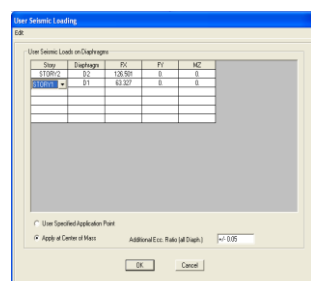 User Seismic Loading
Edit
User Seismic Loads on Diaphragms
Story Diaphragm FX FY MZ
STORY2 D2 126.501 0. 0.
STORY1 D1 63.327 0. 0.
User Specified Application Point
Apply at Center of Mass
Additional Ecc. Ratio (all Diaph.) +/- 0.05
OK Cancel